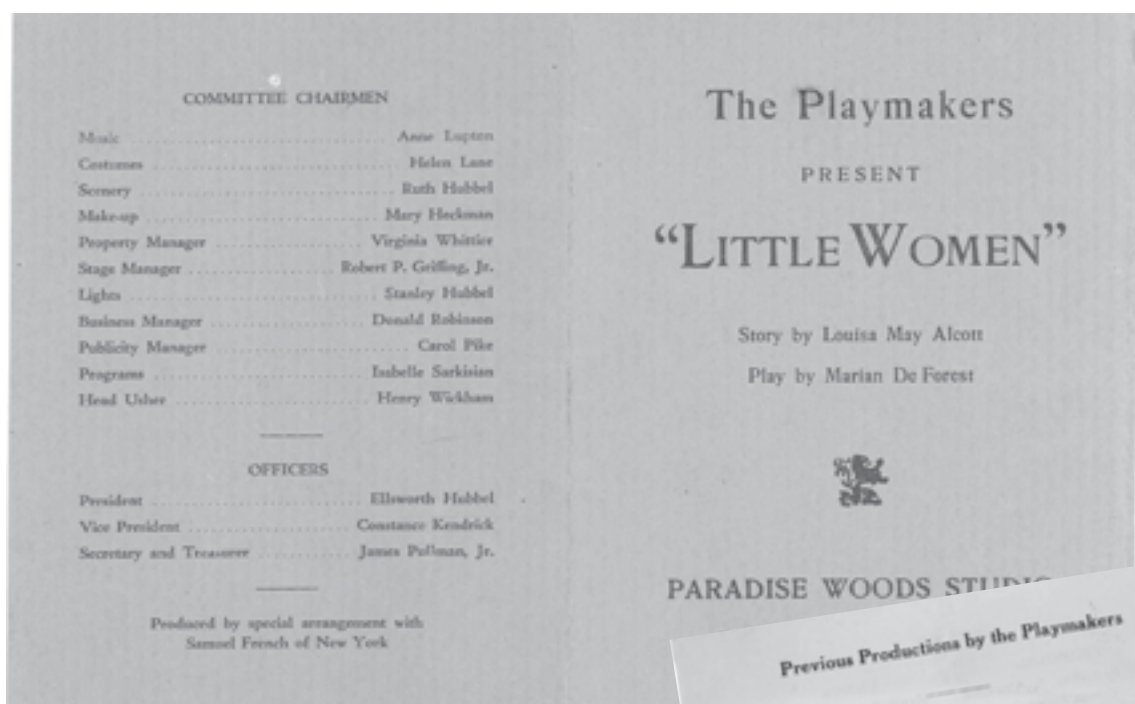 COMMITTEE CHAIRMEN
Music .......... Anne Lupton
Costumes .......... Helen Lane
Scenery .......... Ruth Hubbel
Make-up .......... Mary Heckman
Property Manager .......... Virginia Whittier
Stage Manager .......... Robert P. Griffing, Jr.
Lights .......... Stanley Hubbel
Business Manager .......... Donald Robinson
Publicity Manager .......... Carol Pike
Programs .......... Isabelle Sarkisian
Head Usher .......... Henry Wickham
OFFICERS
President .......... Ellsworth Hubbel
Vice President .......... Constance Kendrick
Secretary and Treasurer .......... James Pullman, Jr.
Produced by special arrangement with
Samuel French of New York
The Playmakers
PRESENT
“LITTLE WOMEN”
Story by Louisa May Alcott
Play by Marian De Forest
PARADISE WOODS
Previous Productions by the Playmakers